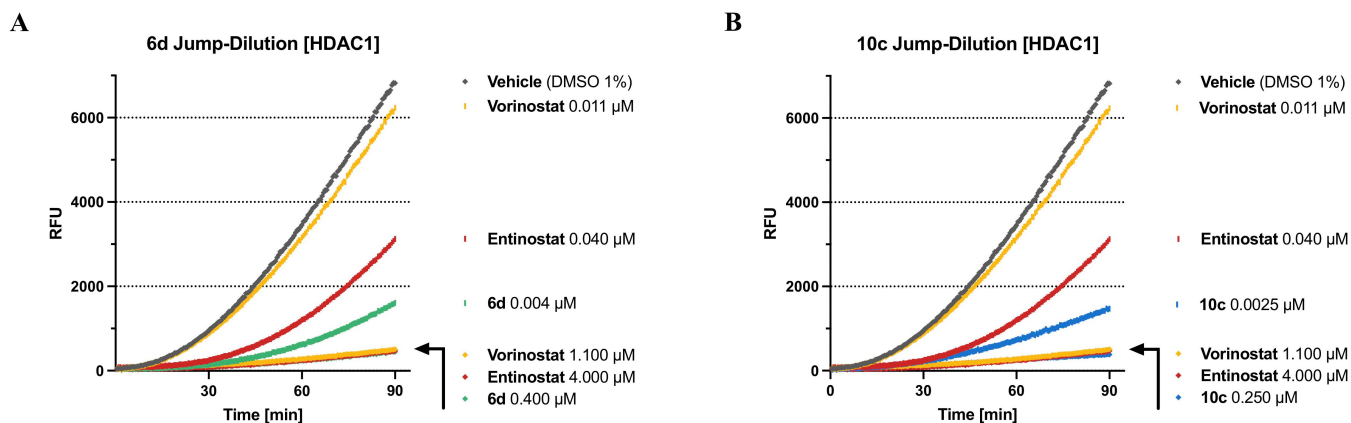 A
6d Jump-Dilution [HDAC1]
RFU
6000
4000
2000
0
30
60
90
Time [min]
Vehicle (DMSO 1%)
Vorinostat 0.011 µM
Entinostat 0.040 µM
6d 0.004 µM
Vorinostat 1.100 µM
Entinostat 4.000 µM
6d 0.400 µM
B
10c Jump-Dilution [HDAC1]
RFU
6000
4000
2000
0
0
30
60
90
Time [min]
Vehicle (DMSO 1%)
Vorinostat 0.011 µM
Entinostat 0.040 µM
10c 0.0025 µM
Vorinostat 1.100 µM
Entinostat 4.000 µM
10c 0.250 µM